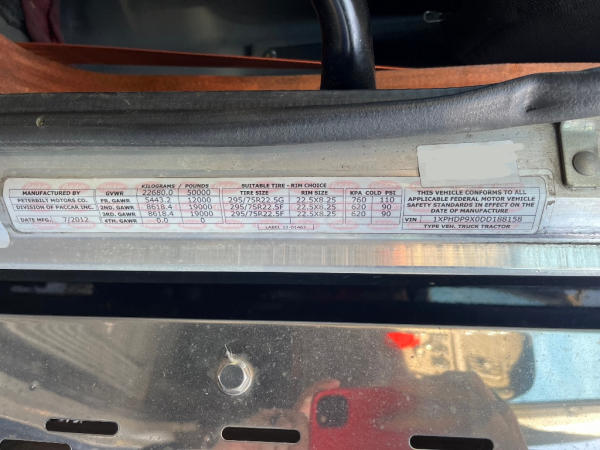 KILOGRAMS / POUNDS SUITABLE TIRE - RIM CHOICE
MANUFACTURED BY GVWR 22680.0 50000 TIRE SIZE RIM SIZE KPA COLD PSI
PETERBILT MOTORS CO. FR. GAWR 5443.2 12000 295/75R22.5G 22.5X8.25 760 110
DIVISION OF PACCAR INC. 2ND. GAWR 8618.4 19000 295/75R22.5F 22.5X8.25 620 90
3RD. GAWR 8618.4 19000 295/75R22.5F 22.5X8.25 620 90
DATE MFG. 7/2012 4TH. GAWR 0.0 0
THIS VEHICLE CONFORMS TO ALL
APPLICABLE FEDERAL MOTOR VEHICLE
SAFETY STANDARDS IN EFFECT ON THE
DATE OF MANUFACTURE
VIN 1XPHDP9X0DD188158
TYPE VEH. TRUCK TRACTOR